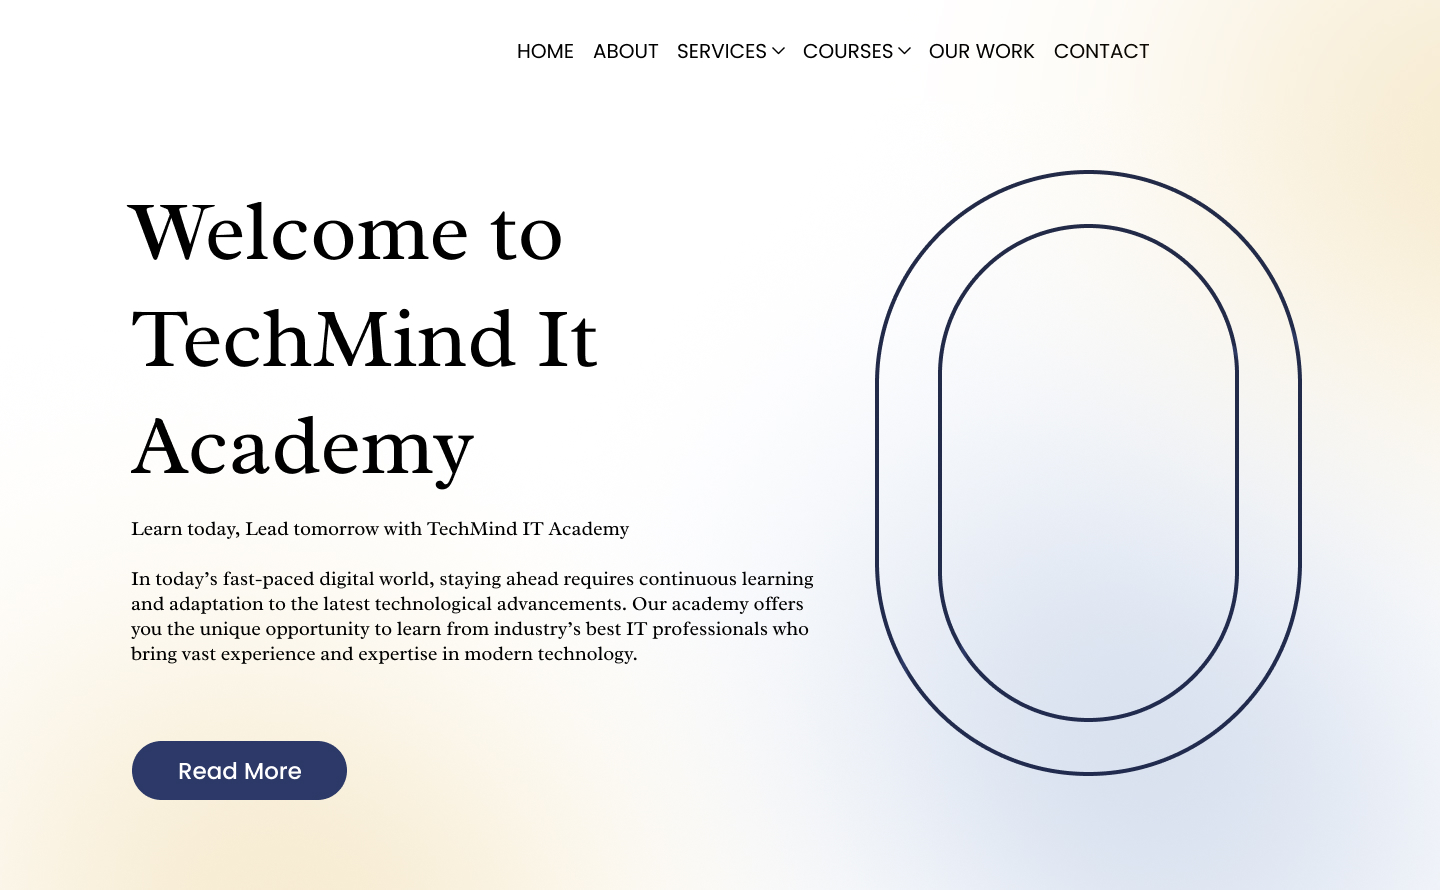 HOME ABOUT SERVICES COURSES OUR WORK CONTACT
Welcome to
TechMind It
Academy
Learn today, Lead tomorrow with TechMind IT Academy
In today’s fast-paced digital world, staying ahead requires continuous learning
and adaptation to the latest technological advancements. Our academy offers
you the unique opportunity to learn from industry’s best IT professionals who
bring vast experience and expertise in modern technology.
Read More